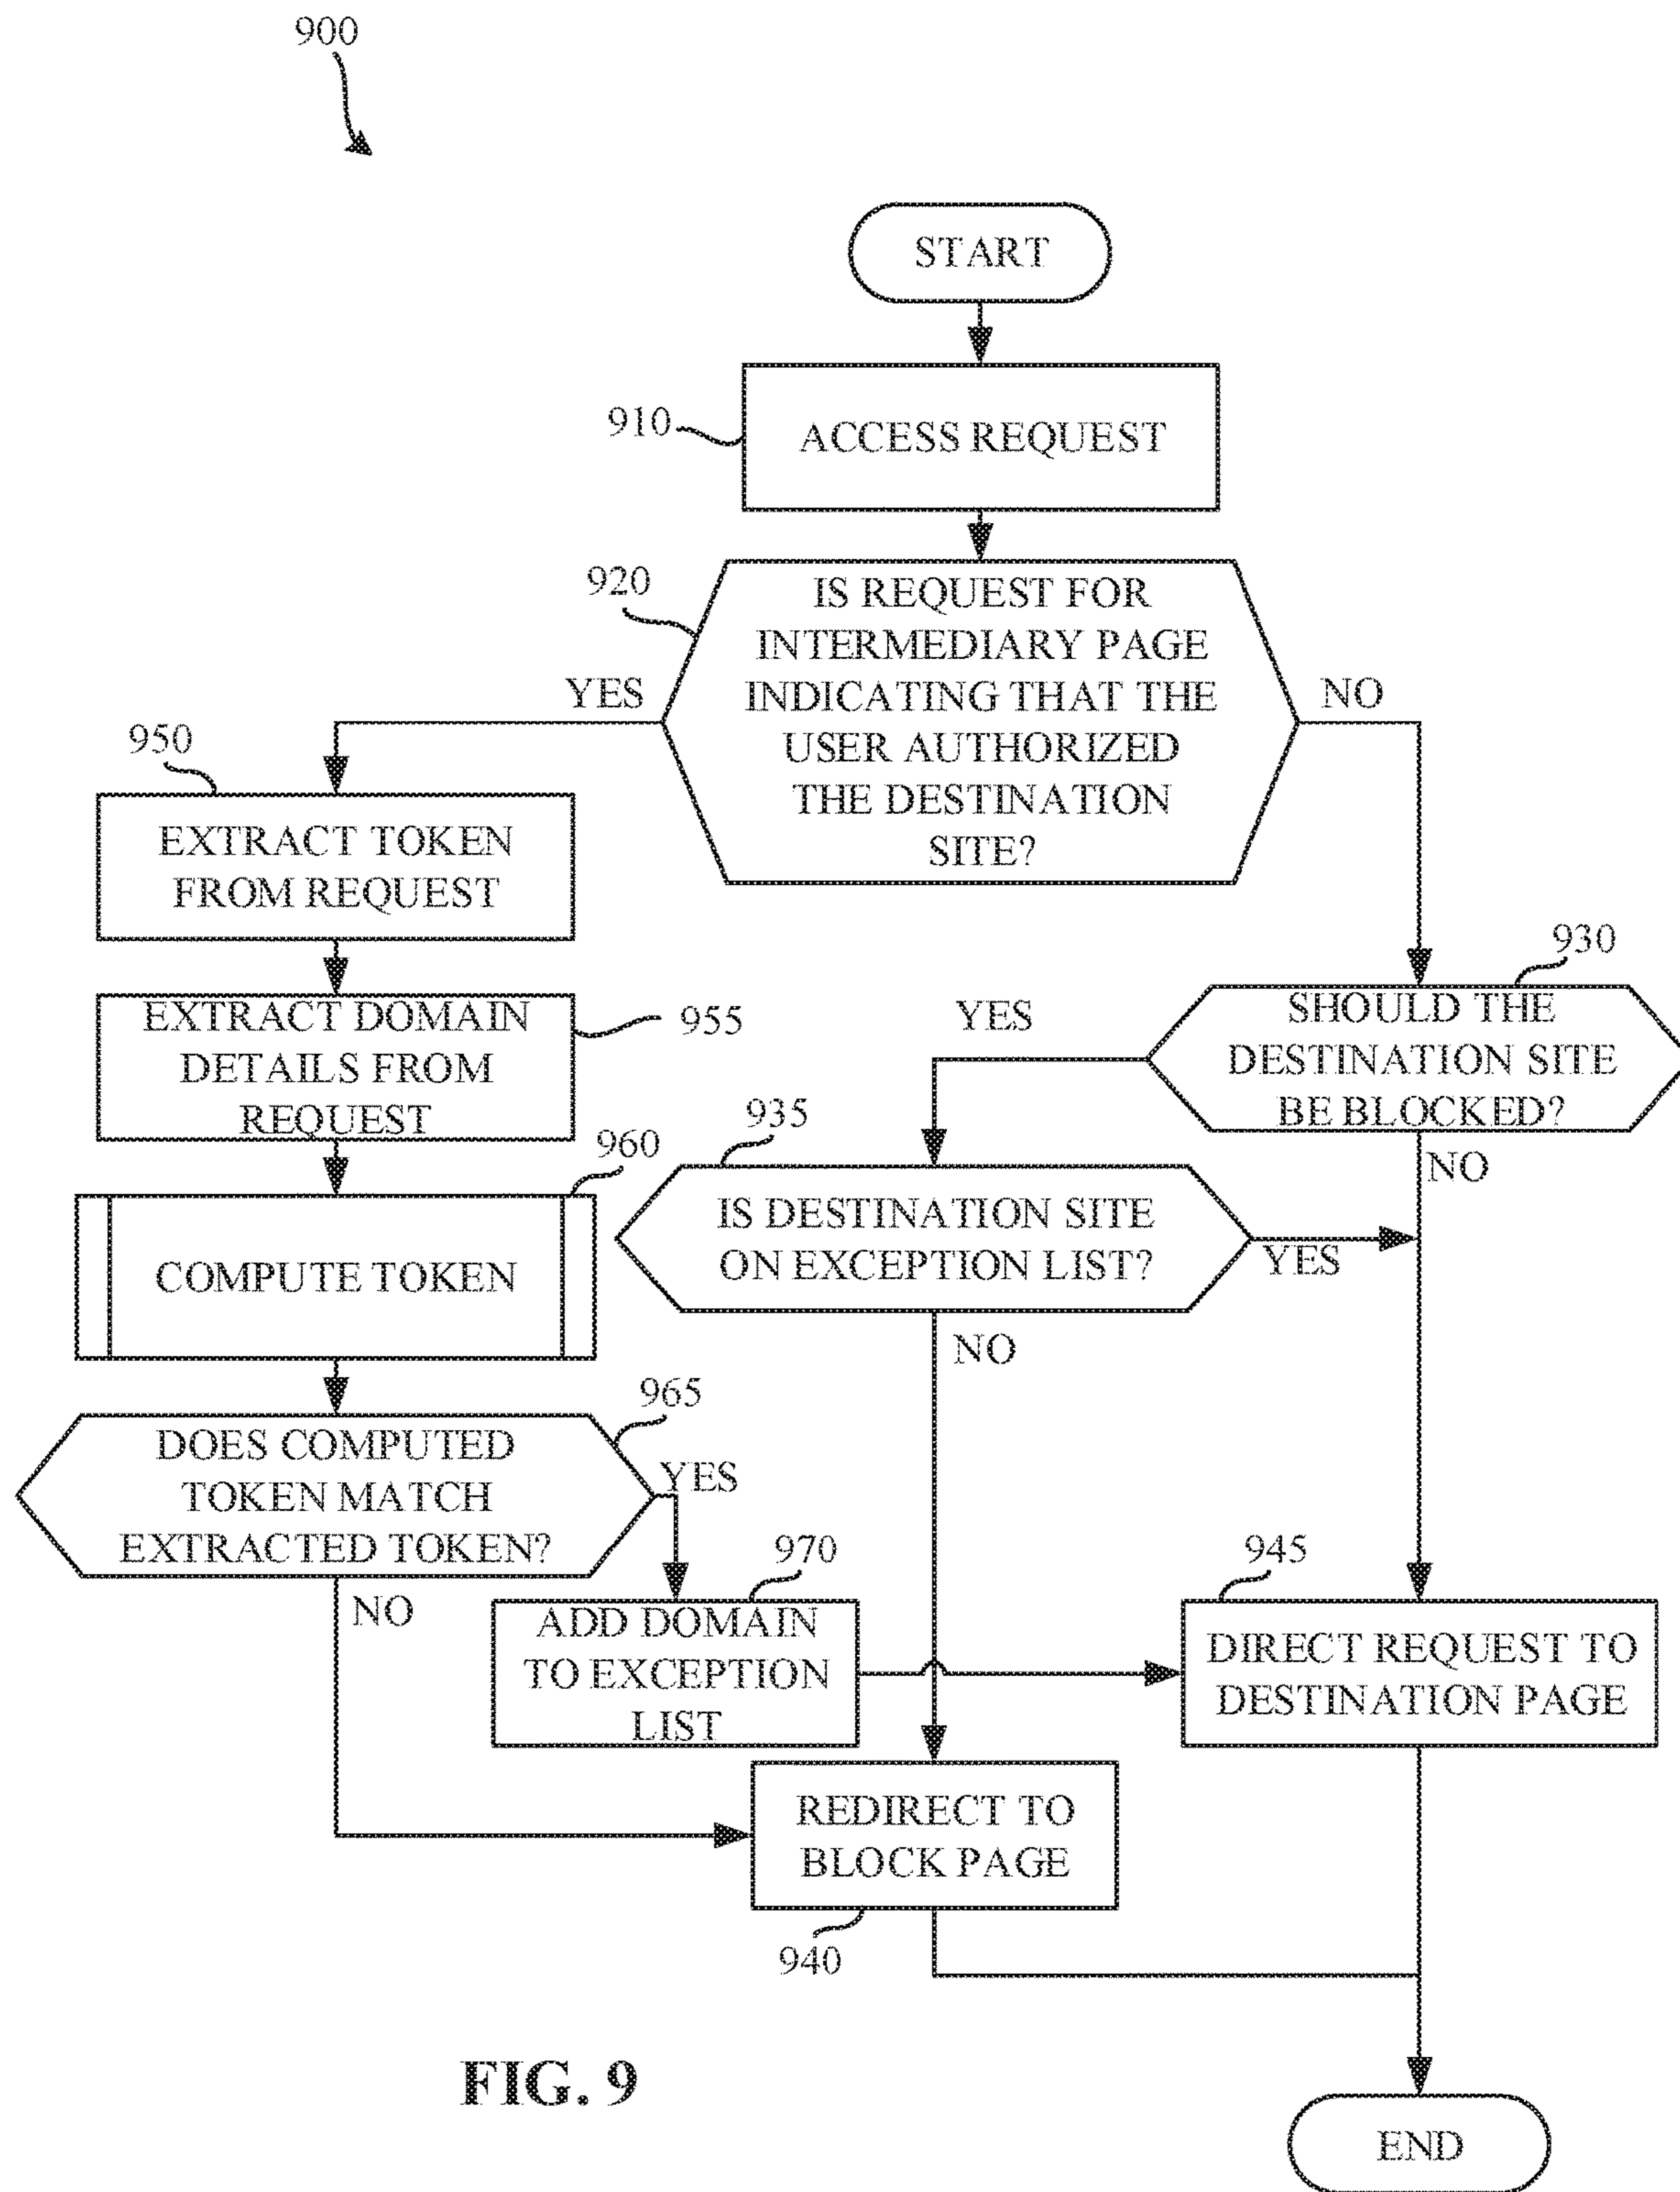 900
START
910
ACCESS REQUEST
920
IS REQUEST FOR
INTERMEDIARY PAGE
INDICATING THAT THE
USER AUTHORIZED
THE DESTINATION
SITE?
YES
NO
950
EXTRACT TOKEN
FROM REQUEST
930
SHOULD THE
DESTINATION SITE
BE BLOCKED?
YES
NO
EXTRACT DOMAIN
DETAILS FROM
REQUEST
955
935
IS DESTINATION SITE
ON EXCEPTION LIST?
YES
NO
960
COMPUTE TOKEN
965
DOES COMPUTED
TOKEN MATCH
EXTRACTED TOKEN?
YES
NO
970
ADD DOMAIN
TO EXCEPTION
LIST
945
DIRECT REQUEST TO
DESTINATION PAGE
REDIRECT TO
BLOCK PAGE
940
FIG. 9
END